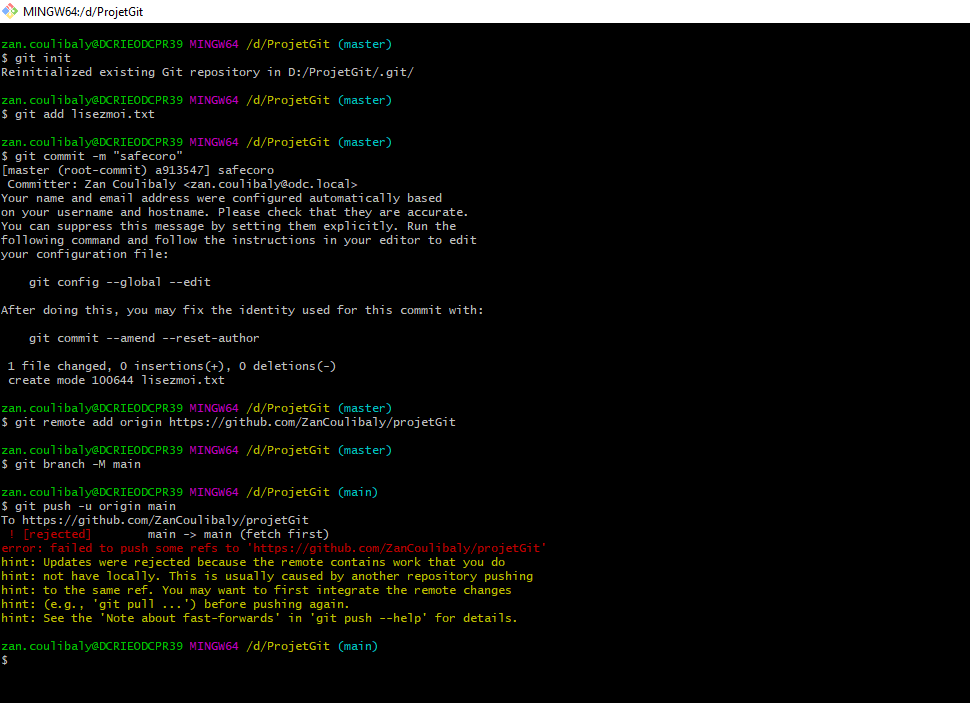 MINGW64:/d/ProjetGit
zan.coulibaly@DCRIEODCPR39 MINGW64 /d/ProjetGit (master)
$ git init
Reinitialized existing Git repository in D:/ProjetGit/.git/
zan.coulibaly@DCRIEODCPR39 MINGW64 /d/ProjetGit (master)
$ git add lisezmoi.txt
zan.coulibaly@DCRIEODCPR39 MINGW64 /d/ProjetGit (master)
$ git commit -m "safecoro"
[master (root-commit) a913547] safecoro
 Committer: Zan Coulibaly <zan.coulibaly@odc.local>
Your name and email address were configured automatically based
on your username and hostname. Please check that they are accurate.
You can suppress this message by setting them explicitly. Run the
following command and follow the instructions in your editor to edit
your configuration file:
    git config --global --edit
After doing this, you may fix the identity used for this commit with:
    git commit --amend --reset-author
 1 file changed, 0 insertions(+), 0 deletions(-)
 create mode 100644 lisezmoi.txt
zan.coulibaly@DCRIEODCPR39 MINGW64 /d/ProjetGit (master)
$ git remote add origin https://github.com/ZanCoulibaly/projetGit
zan.coulibaly@DCRIEODCPR39 MINGW64 /d/ProjetGit (master)
$ git branch -M main
zan.coulibaly@DCRIEODCPR39 MINGW64 /d/ProjetGit (main)
$ git push -u origin main
To https://github.com/ZanCoulibaly/projetGit
 ! [rejected]        main -> main (fetch first)
error: failed to push some refs to 'https://github.com/ZanCoulibaly/projetGit'
hint: Updates were rejected because the remote contains work that you do
hint: not have locally. This is usually caused by another repository pushing
hint: to the same ref. You may want to first integrate the remote changes
hint: (e.g., 'git pull ...') before pushing again.
hint: See the 'Note about fast-forwards' in 'git push --help' for details.
zan.coulibaly@DCRIEODCPR39 MINGW64 /d/ProjetGit (main)
$